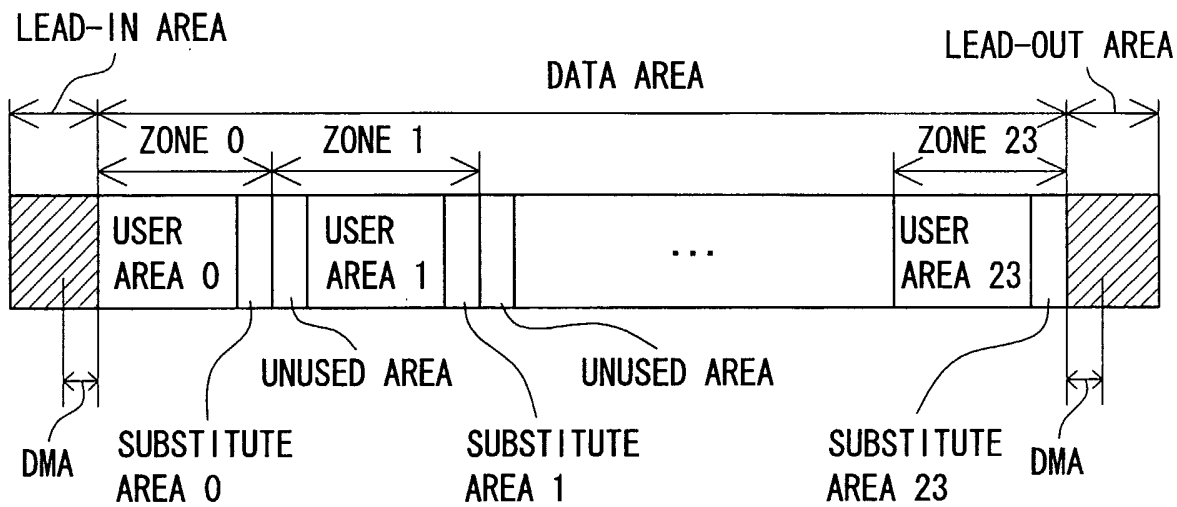 LEAD-IN AREA
LEAD-OUT AREA
DATA AREA
ZONE 0
ZONE 1
ZONE 23
USER
AREA 0
USER
AREA 1
...
USER
AREA 23
UNUSED AREA
UNUSED AREA
DMA
SUBSTITUTE
AREA 0
SUBSTITUTE
AREA 1
SUBSTITUTE
AREA 23
DMA